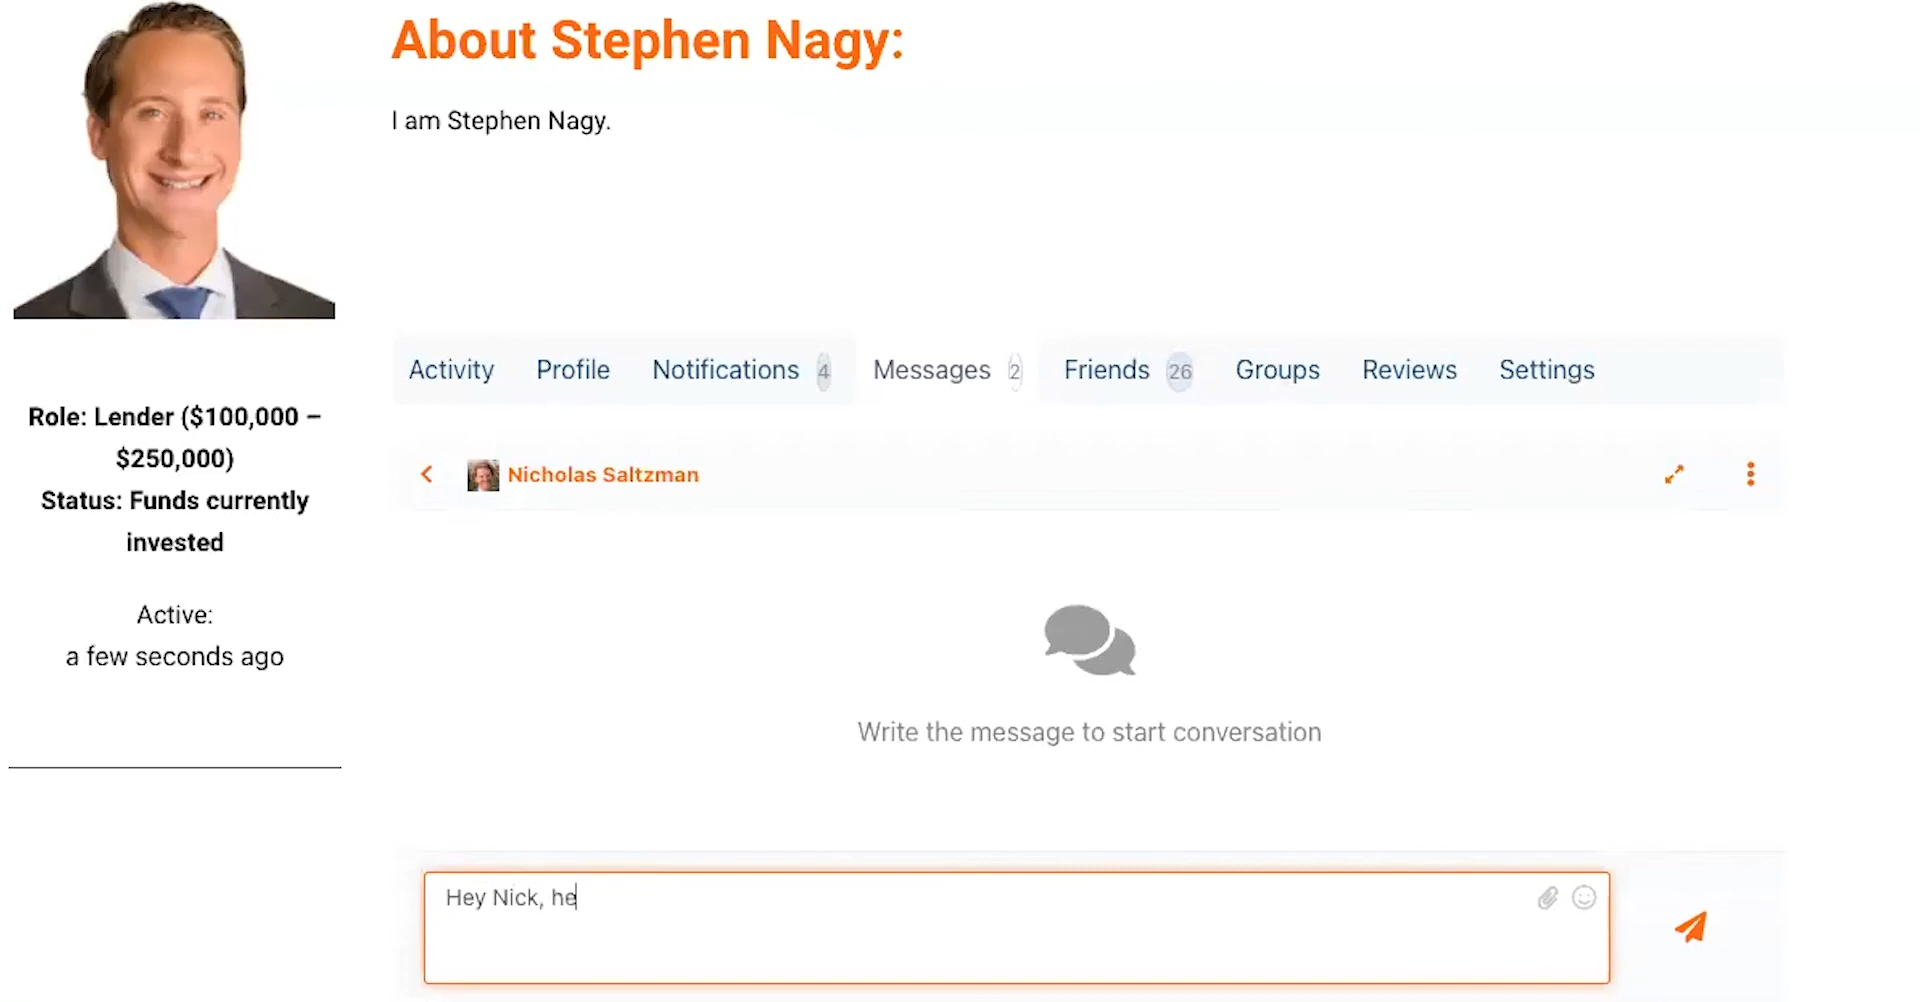 About Stephen Nagy:
I am Stephen Nagy.
Activity Profile Notifications 4 Messages 2 Friends 26 Groups Reviews Settings
Role: Lender ($100,000 –
$250,000)
Status: Funds currently
invested
Active:
a few seconds ago
Nicholas Saltzman
Write the message to start conversation
Hey Nick, he